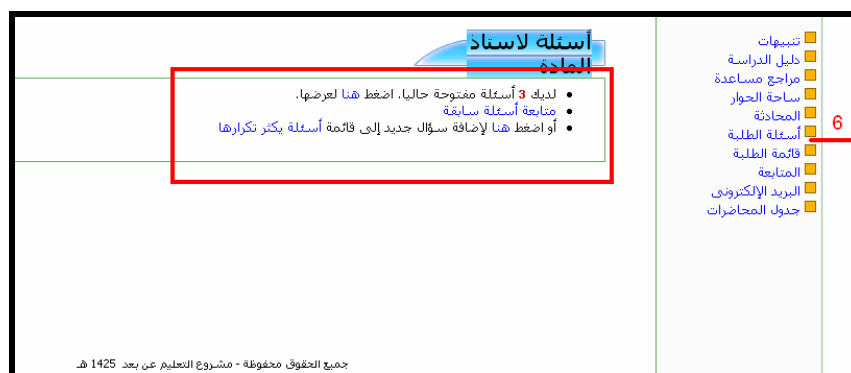 تنبيهات
دليل الدراسة
مراجع مساعدة
ساحة الحوار
المحادثة
أسئلة الطلبة
قائمة الطلبة
المتابعة
البريد الإلكتروني
جدول المحاضرات
6
أسئلة لاستاذ
المادة
لديك 3 أسئلة مفتوحة حاليا. اضغط هنا لعرضها.
متابعة أسئلة سابقة
أو اضغط هنا لإضافة سؤال جديد إلى قائمة أسئلة يكثر تكرارها
جميع الحقوق محفوظة - مشروع التعليم عن بعد 1425 هـ